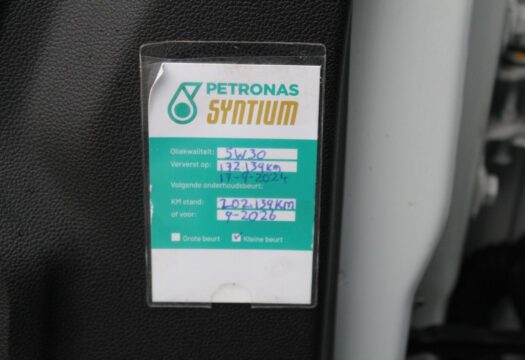 PETRONAS
SYNTIUM
Oliekwaliteit: 5W30
Ververst op: 172.139km
17-9-2024
Volgende onderhoudsbeurt:
KM stand: 202.139KM
of voor: 9-2026
Grote beurt Kleine beurt